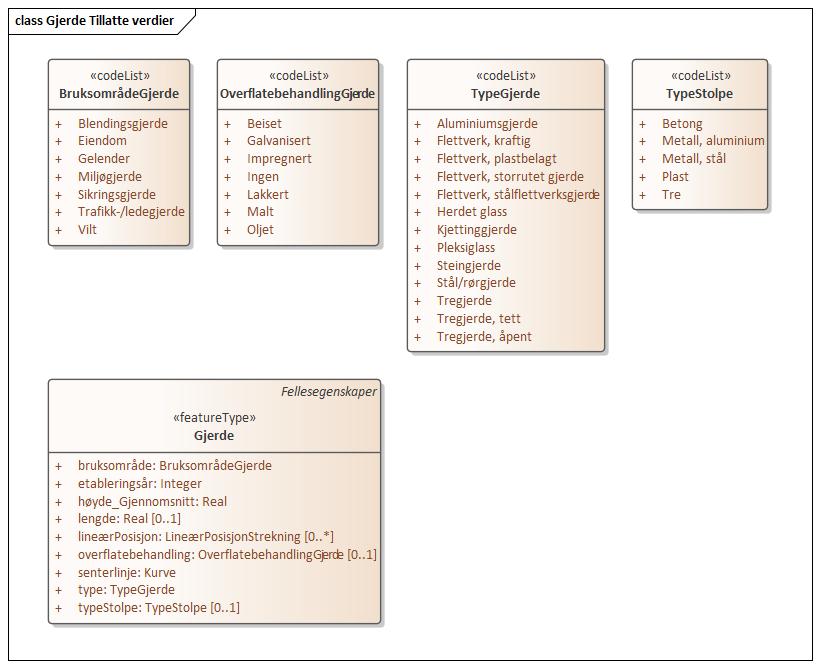 class Gjerde Tillatte verdier
«codeList»
BruksområdeGjerde
+ Blendingsgjerde
+ Eiendom
+ Gelender
+ Miljøgjerde
+ Sikringsgjerde
+ Trafikk-/ledegjerde
+ Vilt
«codeList»
OverflatebehandlingGjerde
+ Beiset
+ Galvanisert
+ Impregnert
+ Ingen
+ Lakkert
+ Malt
+ Oljet
«codeList»
TypeGjerde
+ Aluminiumsgjerde
+ Flettverk, kraftig
+ Flettverk, plastbelagt
+ Flettverk, storrutet gjerde
+ Flettverk, stålflettverksgjerde
+ Herdet glass
+ Kjettinggjerde
+ Pleksiglass
+ Steingjerde
+ Stål/rørgjerde
+ Tregjerde
+ Tregjerde, tett
+ Tregjerde, åpent
«codeList»
TypeStolpe
+ Betong
+ Metall, aluminium
+ Metall, stål
+ Plast
+ Tre
Fellesegenskaper
«featureType»
Gjerde
+ bruksområde: BruksområdeGjerde
+ etableringsår: Integer
+ høyde_Gjennomsnitt: Real
+ lengde: Real [0..1]
+ lineærPosisjon: LineærPosisjonStrekning [0..*]
+ overflatebehandling: OverflatebehandlingGjerde [0..1]
+ senterlinje: Kurve
+ type: TypeGjerde
+ typeStolpe: TypeStolpe [0..1]